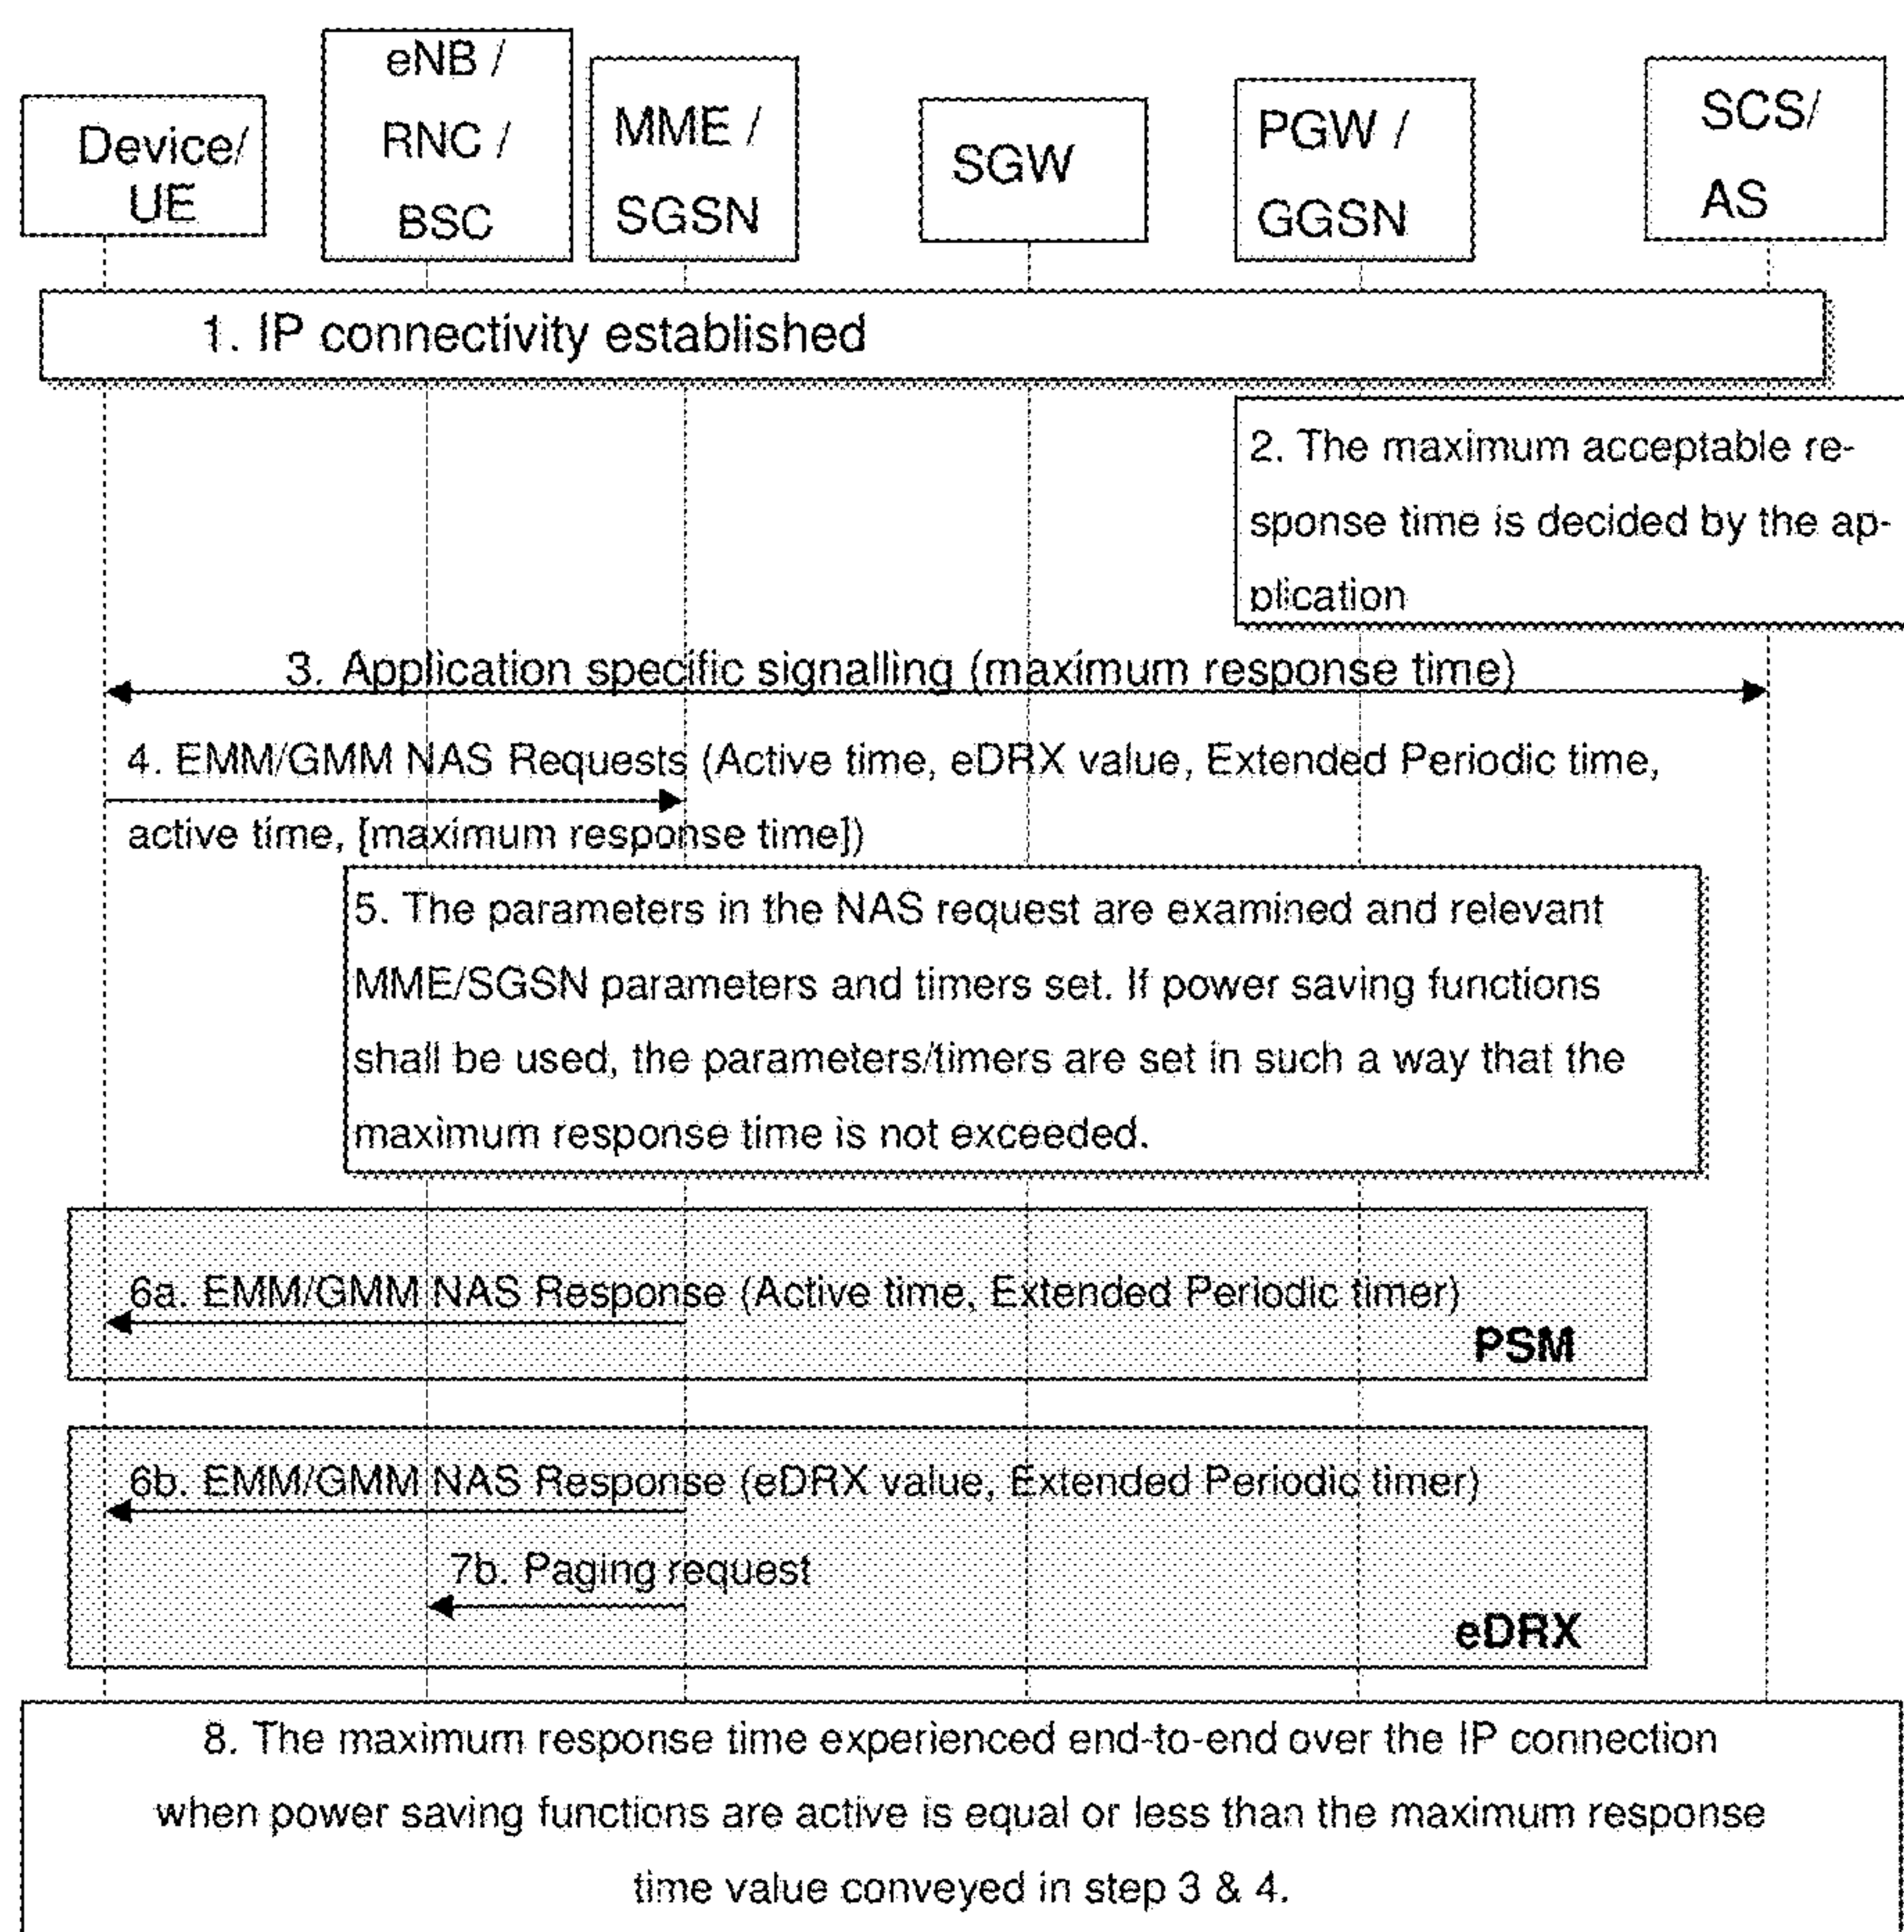 Device/
UE
eNB /
RNC /
BSC
MME /
SGSN
SGW
PGW /
GGSN
SCS/
AS
1. IP connectivity established
2. The maximum acceptable re-
sponse time is decided by the ap-
plication
3. Application specific signalling (maximum response time)
4. EMM/GMM NAS Requests (Active time, eDRX value, Extended Periodic time,
active time, [maximum response time])
5. The parameters in the NAS request are examined and relevant
MME/SGSN parameters and timers set. If power saving functions
shall be used, the parameters/timers are set in such a way that the
maximum response time is not exceeded.
6a. EMM/GMM NAS Response (Active time, Extended Periodic timer)
PSM
6b. EMM/GMM NAS Response (eDRX value, Extended Periodic timer)
7b. Paging request
eDRX
8. The maximum response time experienced end-to-end over the IP connection
when power saving functions are active is equal or less than the maximum response
time value conveyed in step 3 & 4.